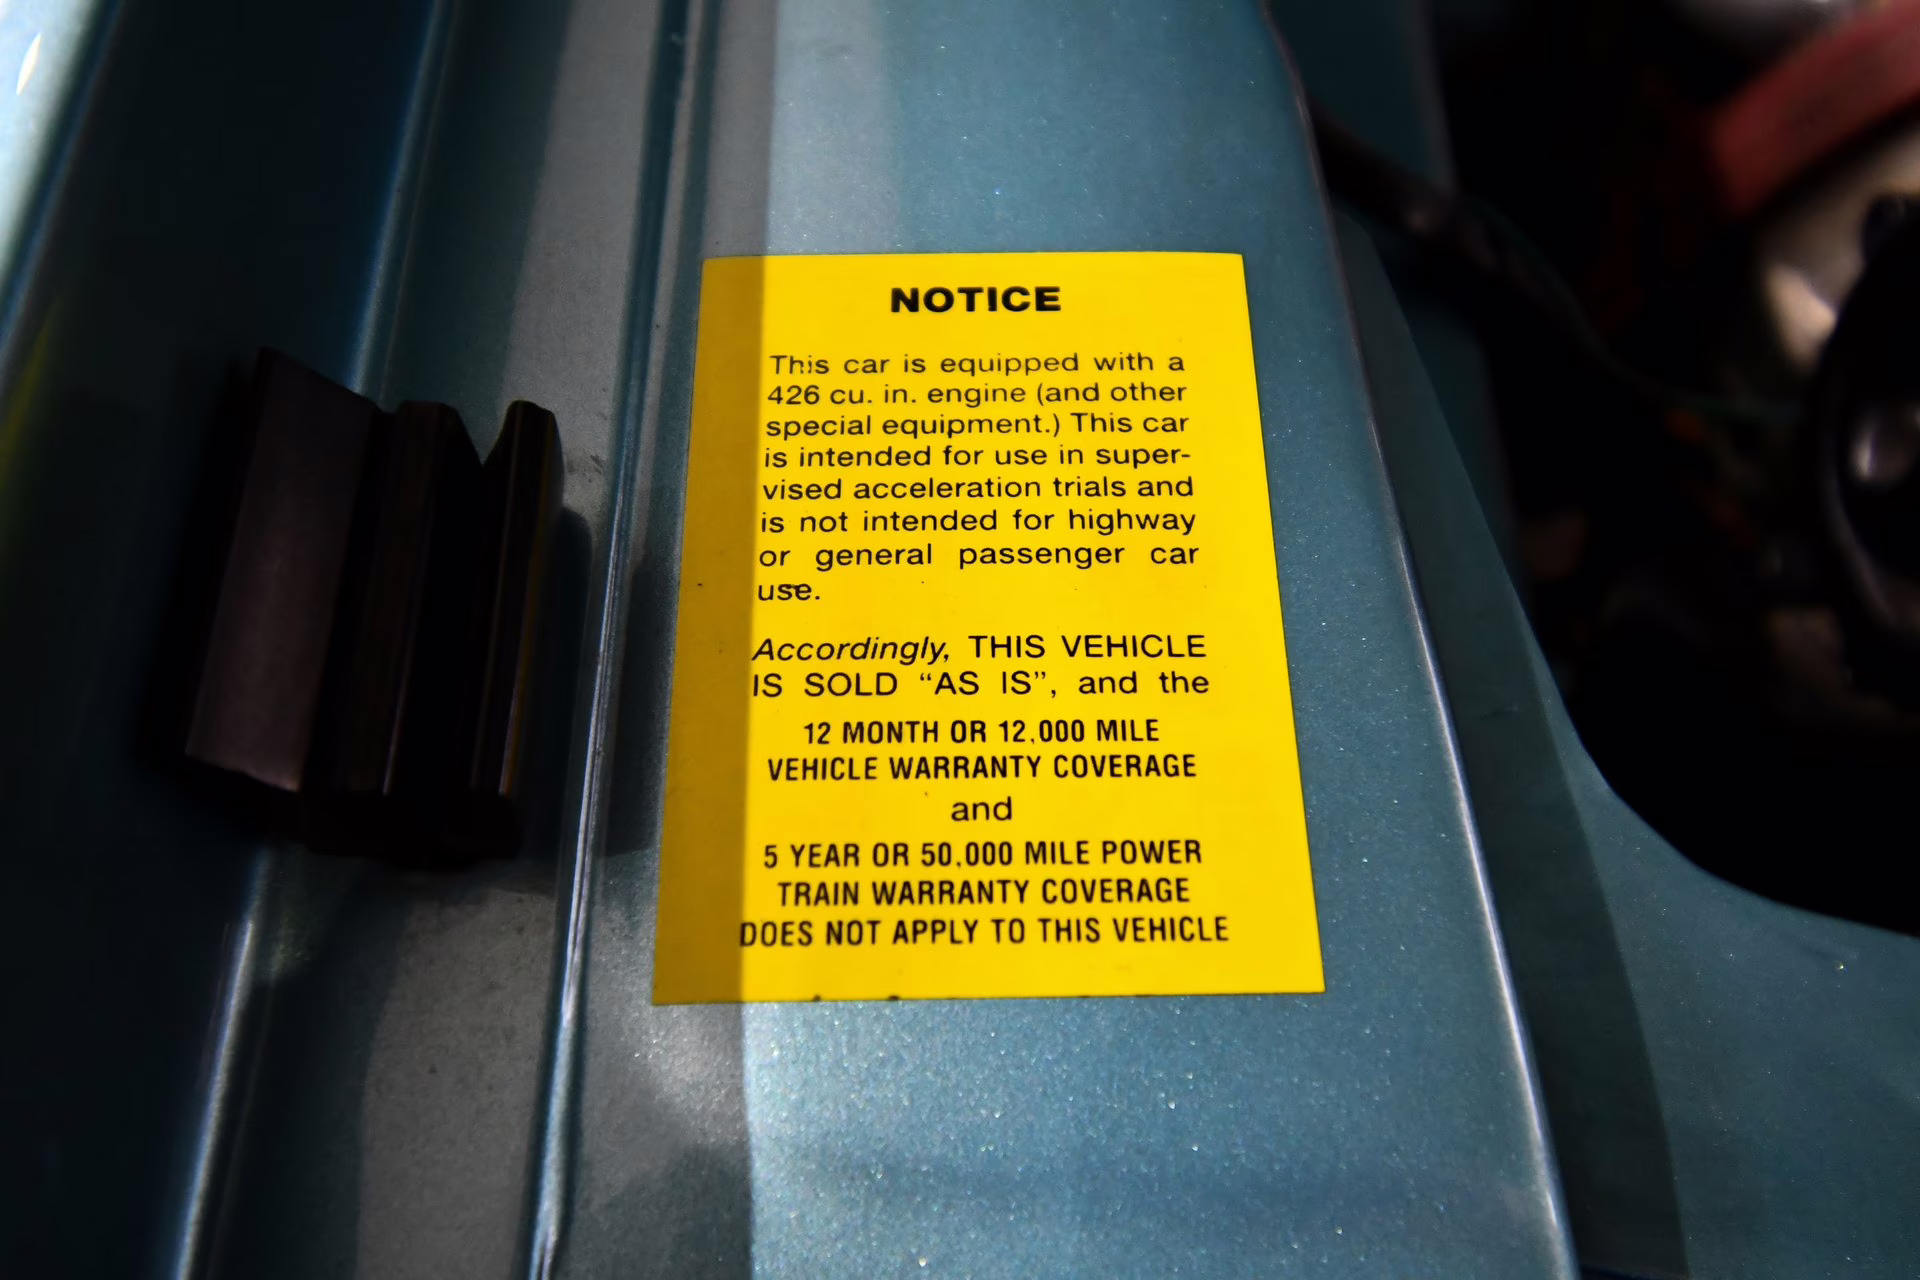 NOTICE
This car is equipped with a
426 cu. in. engine (and other
special equipment.) This car
is intended for use in super-
vised acceleration trials and
is not intended for highway
or general passenger car
use.
Accordingly, THIS VEHICLE
IS SOLD “AS IS”, and the
12 MONTH OR 12,000 MILE
VEHICLE WARRANTY COVERAGE
and
5 YEAR OR 50,000 MILE POWER
TRAIN WARRANTY COVERAGE
DOES NOT APPLY TO THIS VEHICLE